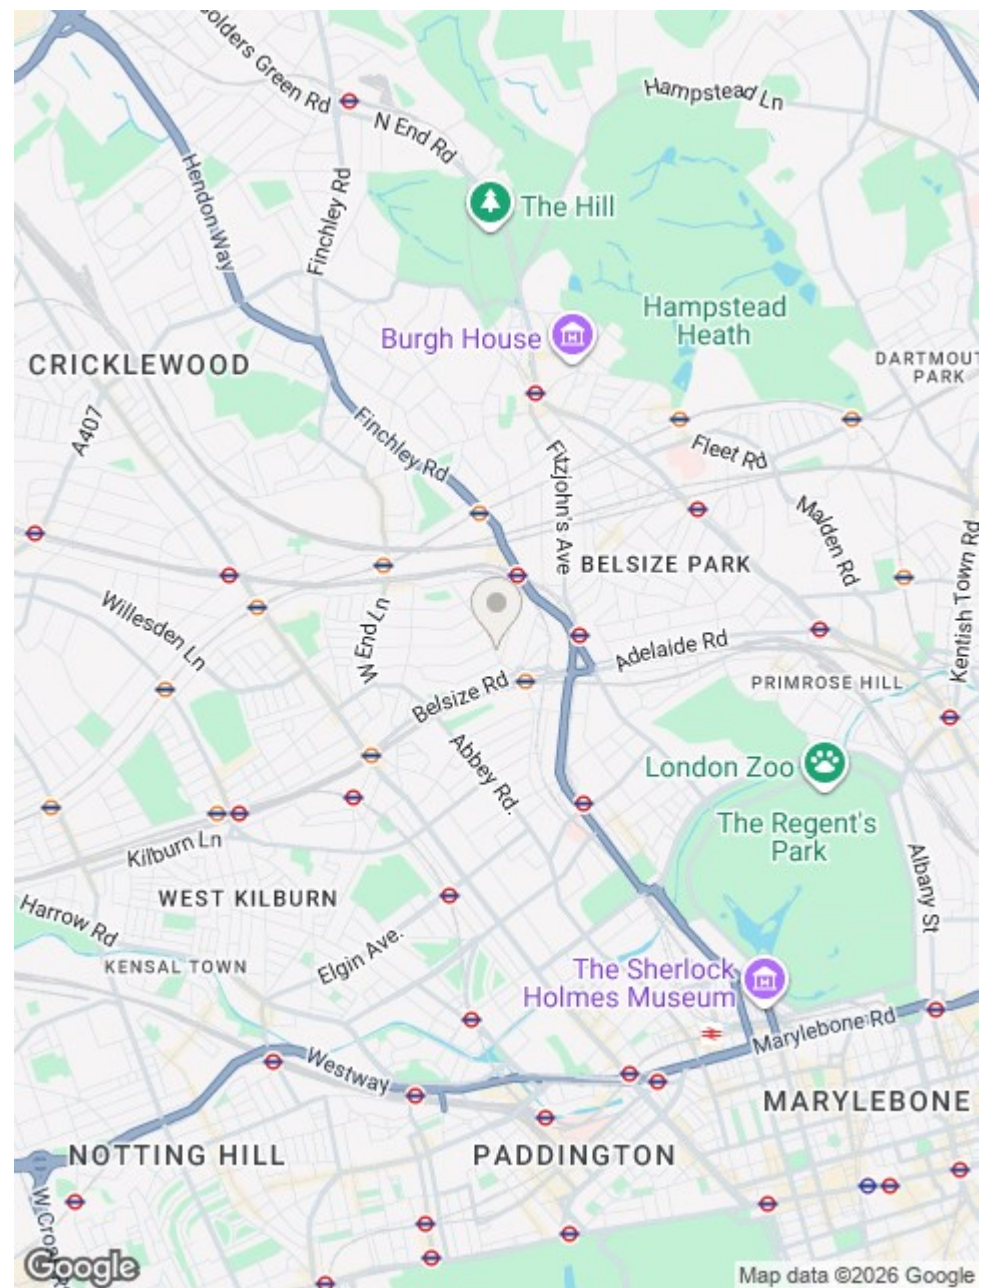 olders Green Rd
Hampstead Ln
N End Rd
Hendon Way
Finchley Rd
The Hill
Hampstead
Heath
Burgh House
CRICKLEWOOD
DARTMOUT
PARK
A407
Finchley Rd
Fitzjohn's Ave
Fleet Rd
Malden Rd
BELSIZE PARK
Kentish Town Rd
Willesden Ln
W End Ln
Adelaide Rd
Belsize Rd
PRIMROSE HILL
Abbey Rd.
London Zoo
The Regent's
Park
Kilburn Ln
Albany St
WEST KILBURN
Harrow Rd
Elgin Ave.
KENSAL TOWN
The Sherlock
Holmes Museum
Marylebone Rd
Westway
MARYLEBONE
NOTTING HILL
PADDINGTON
W Cro
Google
Map data ©2026 Google